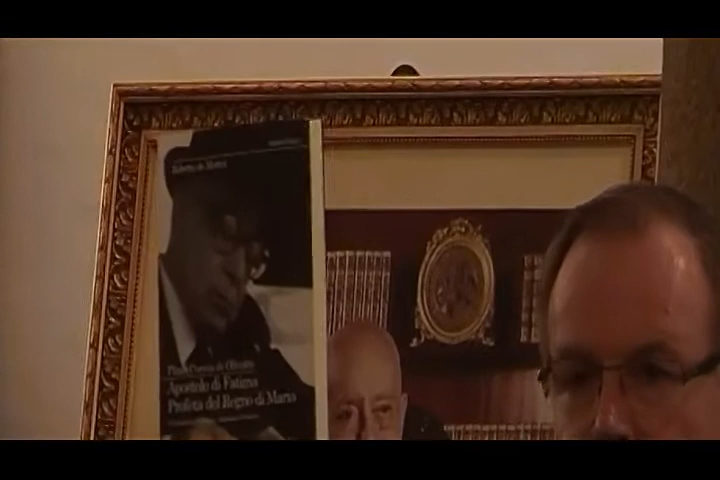 Roberto de Mattei
Plinio Corrêa de Oliveira
Apostolo di Fatima
Profeta del Regno di Maria